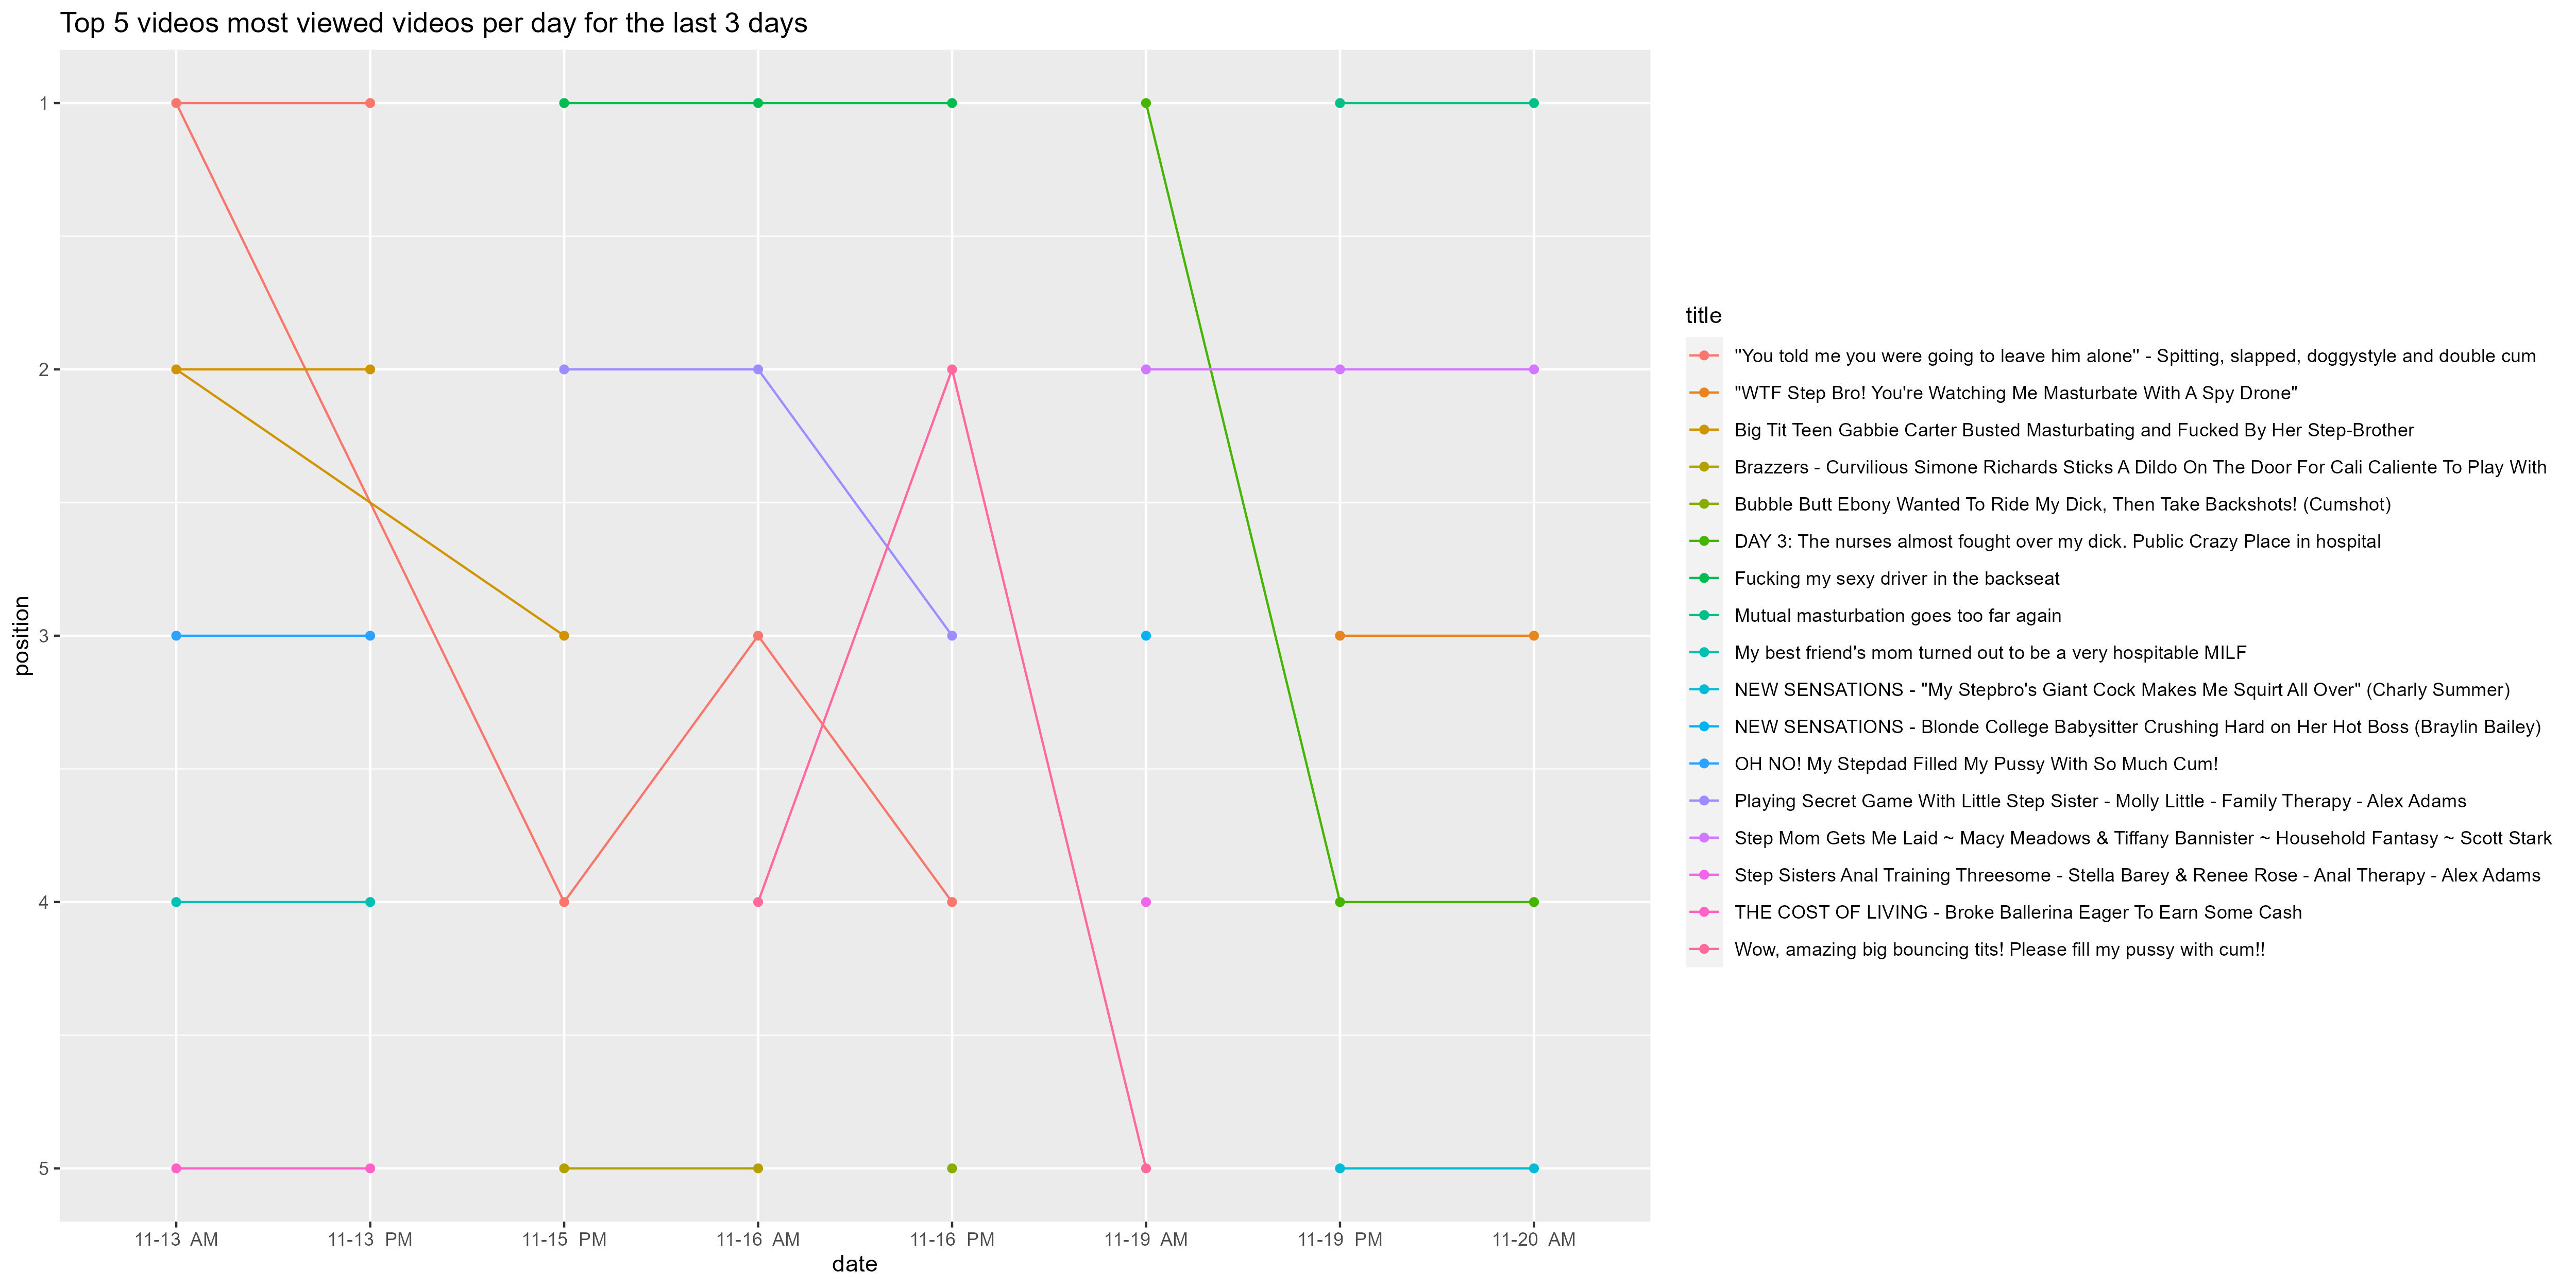 Top 5 videos most viewed videos per day for the last 3 days
position
1
2
3
4
5
11-13 AM
11-13 PM
11-15 PM
11-16 AM
11-16 PM
11-19 AM
11-19 PM
11-20 AM
date
title
"You told me you were going to leave him alone" - Spitting, slapped, doggystyle and double cum
"WTF Step Bro! You're Watching Me Masturbate With A Spy Drone"
Big Tit Teen Gabbie Carter Busted Masturbating and Fucked By Her Step-Brother
Brazzers - Curvilious Simone Richards Sticks A Dildo On The Door For Cali Caliente To Play With
Bubble Butt Ebony Wanted To Ride My Dick, Then Take Backshots! (Cumshot)
DAY 3: The nurses almost fought over my dick. Public Crazy Place in hospital
Fucking my sexy driver in the backseat
Mutual masturbation goes too far again
My best friend's mom turned out to be a very hospitable MILF
NEW SENSATIONS - "My Stepbro's Giant Cock Makes Me Squirt All Over" (Charly Summer)
NEW SENSATIONS - Blonde College Babysitter Crushing Hard on Her Hot Boss (Braylin Bailey)
OH NO! My Stepdad Filled My Pussy With So Much Cum!
Playing Secret Game With Little Step Sister - Molly Little - Family Therapy - Alex Adams
Step Mom Gets Me Laid ~ Macy Meadows & Tiffany Bannister ~ Household Fantasy ~ Scott Stark
Step Sisters Anal Training Threesome - Stella Barey & Renee Rose - Anal Therapy - Alex Adams
THE COST OF LIVING - Broke Ballerina Eager To Earn Some Cash
Wow, amazing big bouncing tits! Please fill my pussy with cum!!